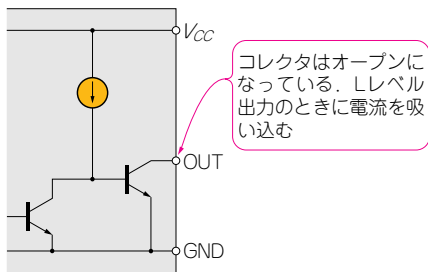 VCC
コレクタはオープンに
なっている．Lレベル
出力のときに電流を吸
い込む
OUT
GND